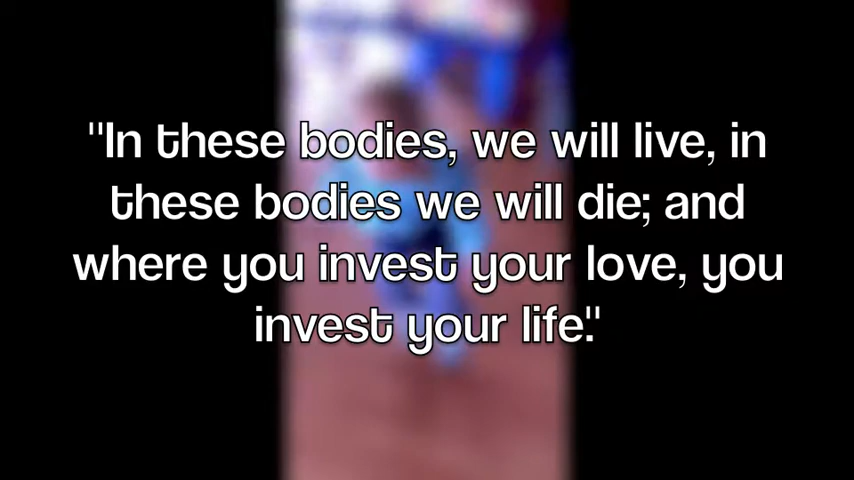 "In these bodies, we will live, in
these bodies we will die; and
where you invest your love, you
invest your life."